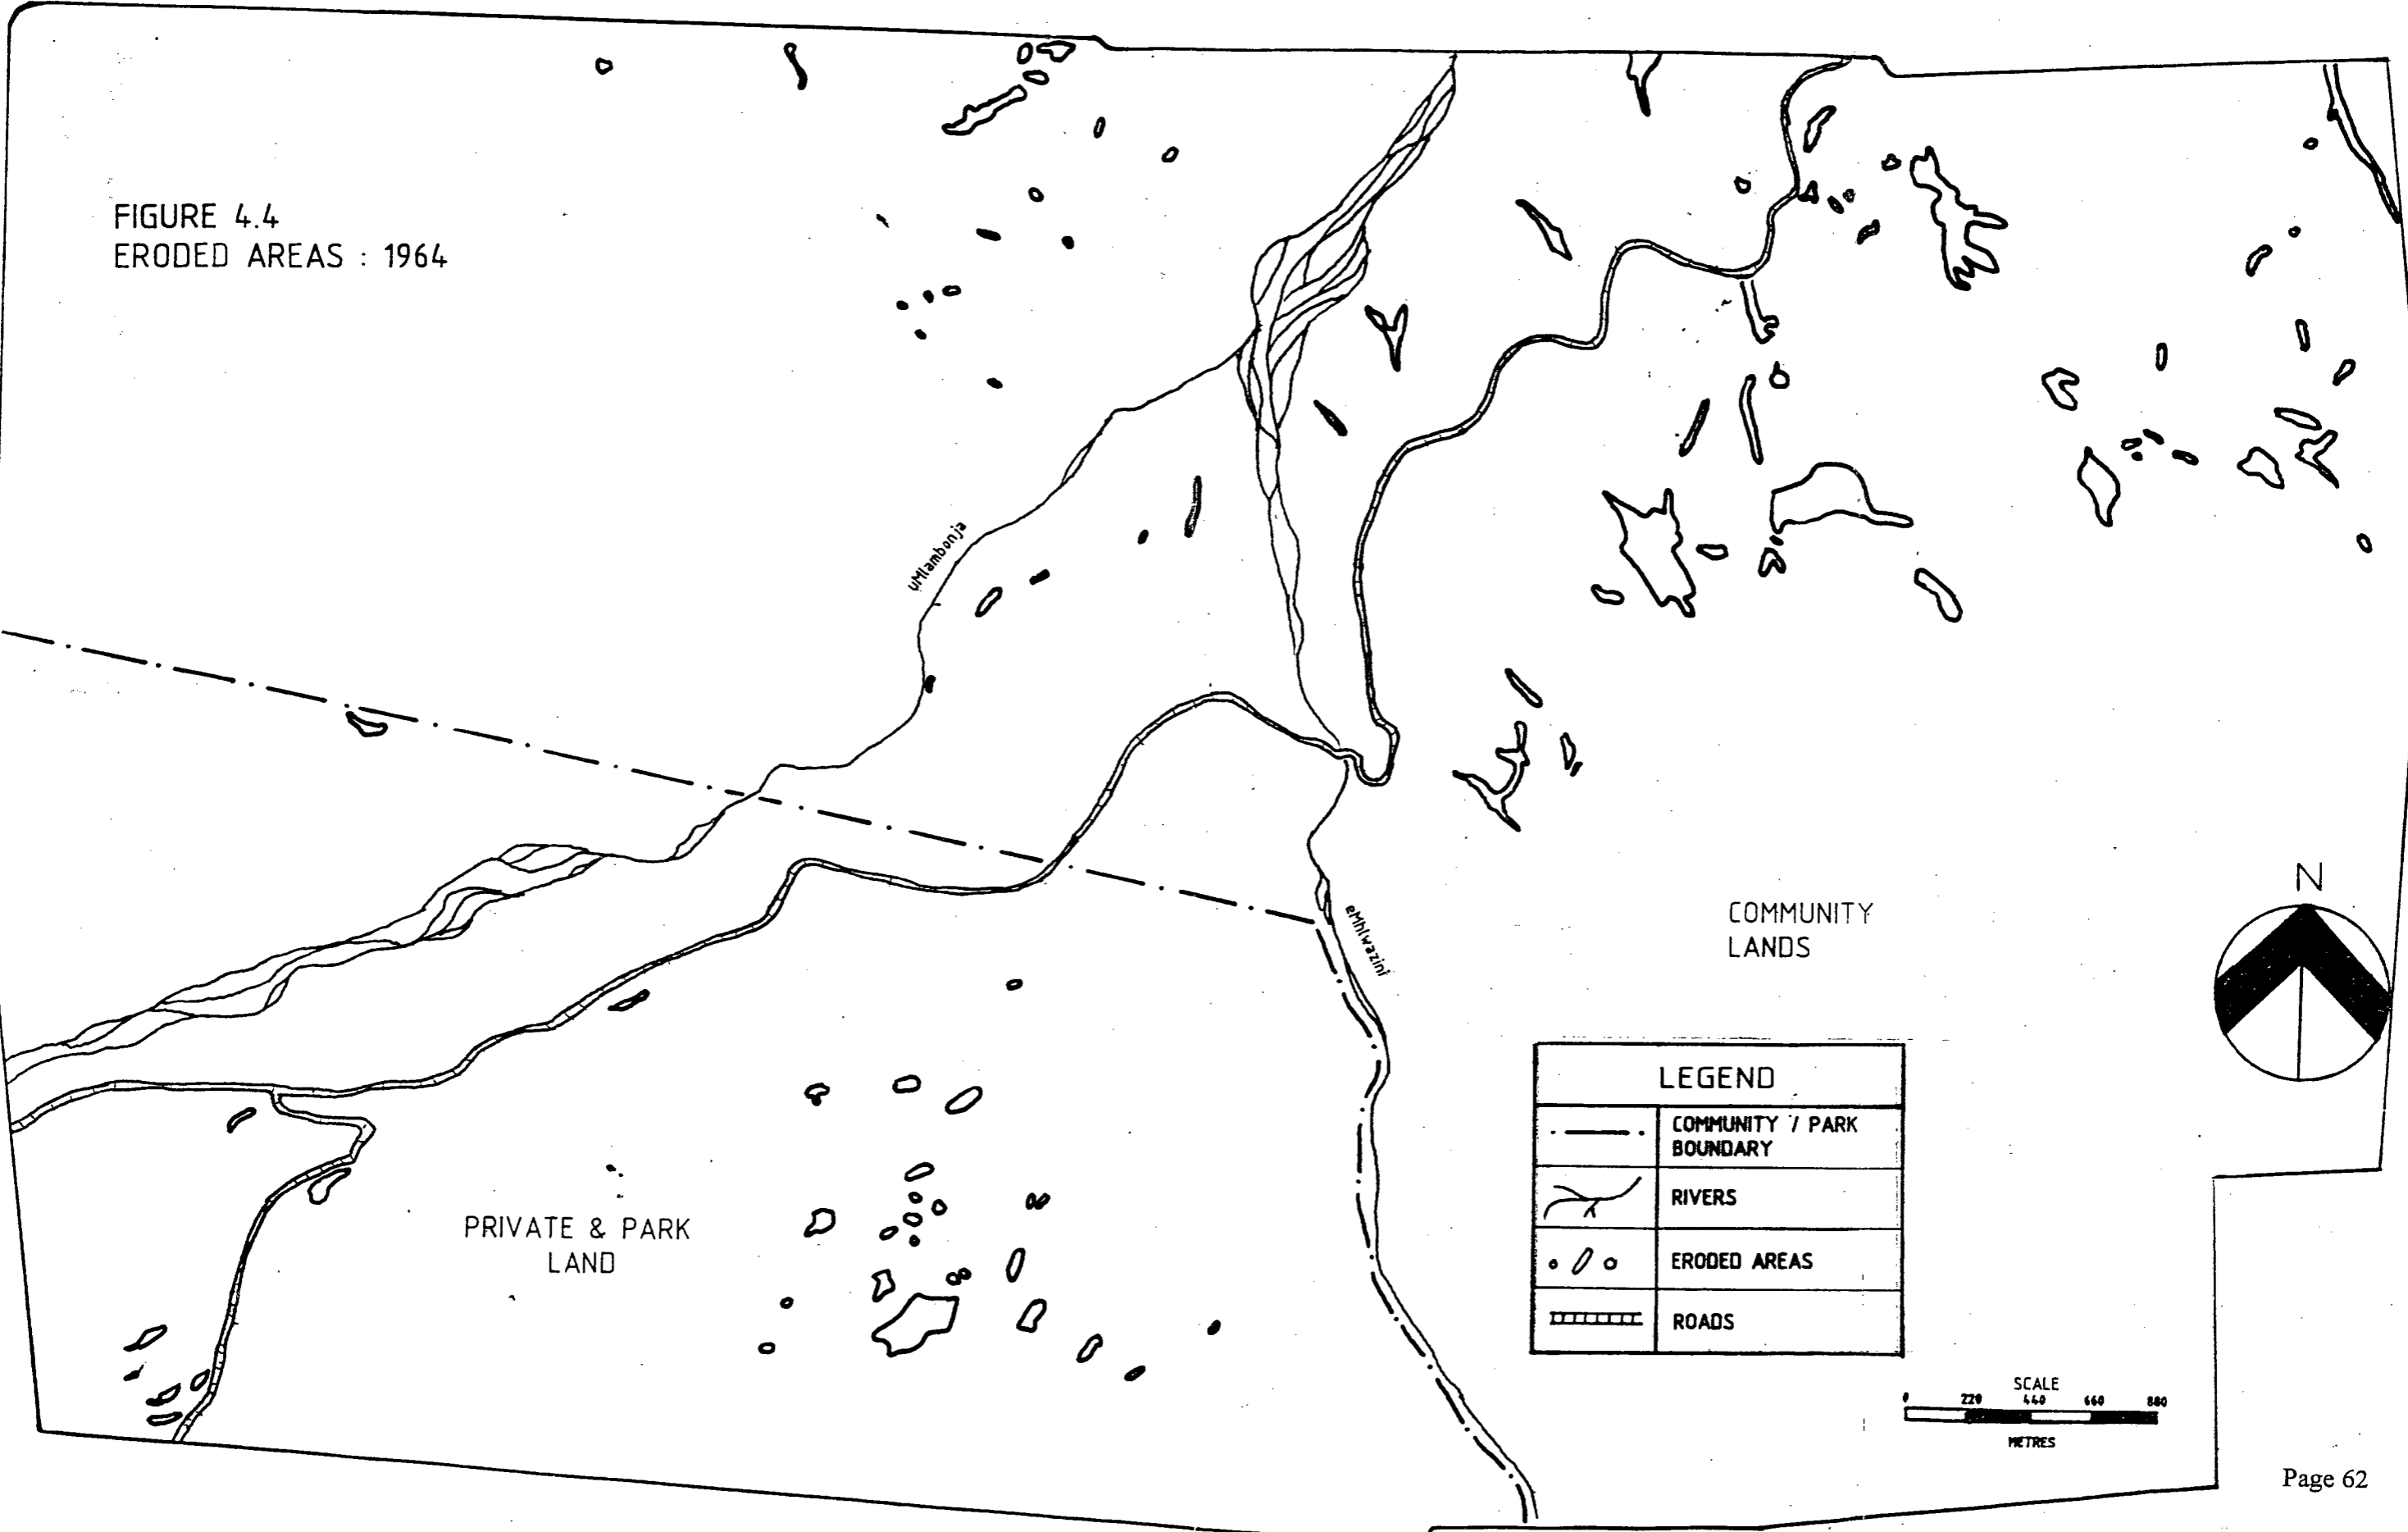 FIGURE 4.4
ERODED AREAS : 1964
uMlambonja
eMhlwazini
COMMUNITY
LANDS
N
PRIVATE & PARK
LAND
LEGEND
COMMUNITY / PARK
BOUNDARY
RIVERS
ERODED AREAS
ROADS
SCALE
0 220 440 660 880
METRES
Page 62